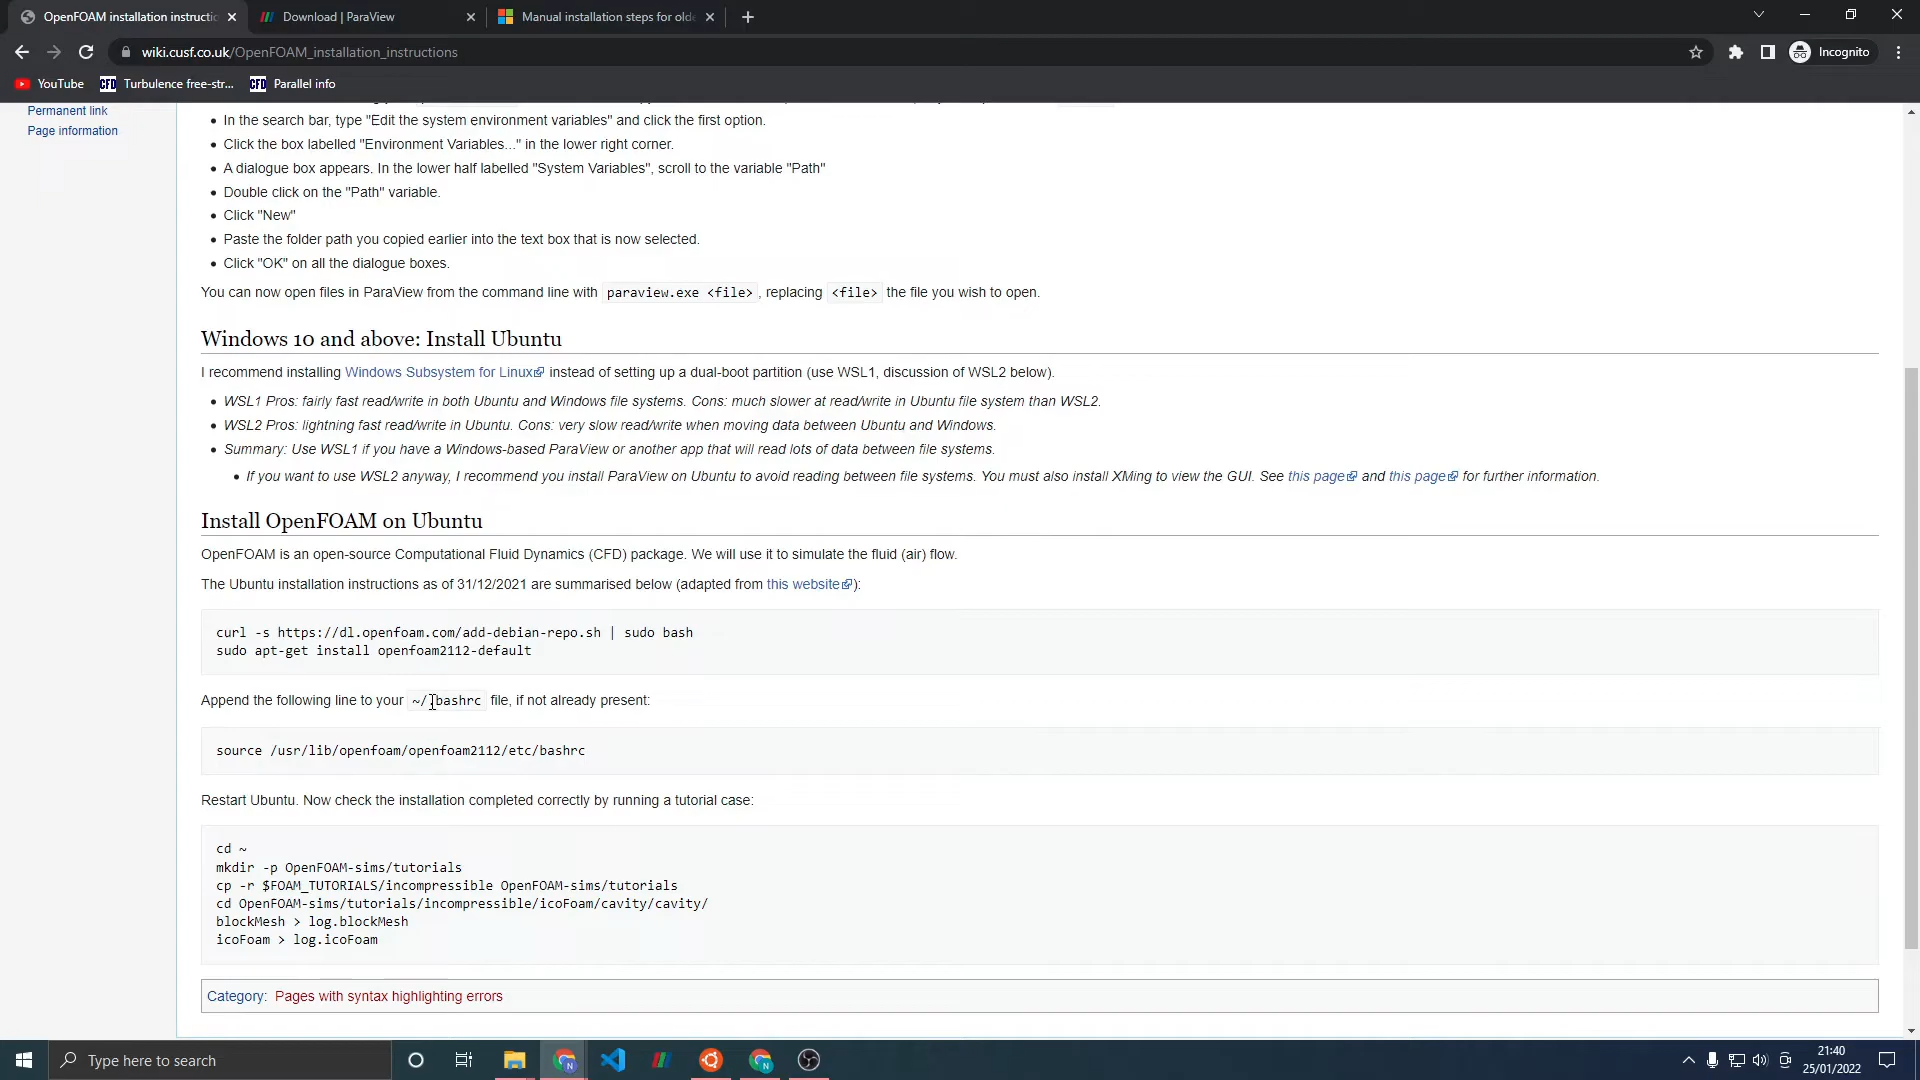 OpenFOAM installation instructio
Download | ParaView
Manual installation steps for olde
wiki.cusf.co.uk/OpenFOAM_installation_instructions
Incognito
YouTube
CFD Turbulence free-str...
CFD Parallel info
Permanent link
Page information
In the search bar, type "Edit the system environment variables" and click the first option.
Click the box labelled "Environment Variables..." in the lower right corner.
A dialogue box appears. In the lower half labelled "System Variables", scroll to the variable "Path"
Double click on the "Path" variable.
Click "New"
Paste the folder path you copied earlier into the text box that is now selected.
Click "OK" on all the dialogue boxes.
You can now open files in ParaView from the command line with paraview.exe <file>, replacing <file> the file you wish to open.
Windows 10 and above: Install Ubuntu
I recommend installing Windows Subsystem for Linux instead of setting up a dual-boot partition (use WSL1, discussion of WSL2 below).
WSL1 Pros: fairly fast read/write in both Ubuntu and Windows file systems. Cons: much slower at read/write in Ubuntu file system than WSL2.
WSL2 Pros: lightning fast read/write in Ubuntu. Cons: very slow read/write when moving data between Ubuntu and Windows.
Summary: Use WSL1 if you have a Windows-based ParaView or another app that will read lots of data between file systems.
If you want to use WSL2 anyway, I recommend you install ParaView on Ubuntu to avoid reading between file systems. You must also install XMing to view the GUI. See this page and this page for further information.
Install OpenFOAM on Ubuntu
OpenFOAM is an open-source Computational Fluid Dynamics (CFD) package. We will use it to simulate the fluid (air) flow.
The Ubuntu installation instructions as of 31/12/2021 are summarised below (adapted from this website):
curl -s https://dl.openfoam.com/add-debian-repo.sh | sudo bash
sudo apt-get install openfoam2112-default
Append the following line to your ~/.bashrc file, if not already present:
source /usr/lib/openfoam/openfoam2112/etc/bashrc
Restart Ubuntu. Now check the installation completed correctly by running a tutorial case:
cd ~
mkdir -p OpenFOAM-sims/tutorials
cp -r $FOAM_TUTORIALS/incompressible OpenFOAM-sims/tutorials
cd OpenFOAM-sims/tutorials/incompressible/icoFoam/cavity/cavity/
blockMesh > log.blockMesh
icoFoam > log.icoFoam
Category: Pages with syntax highlighting errors
Type here to search
21:40
25/01/2022